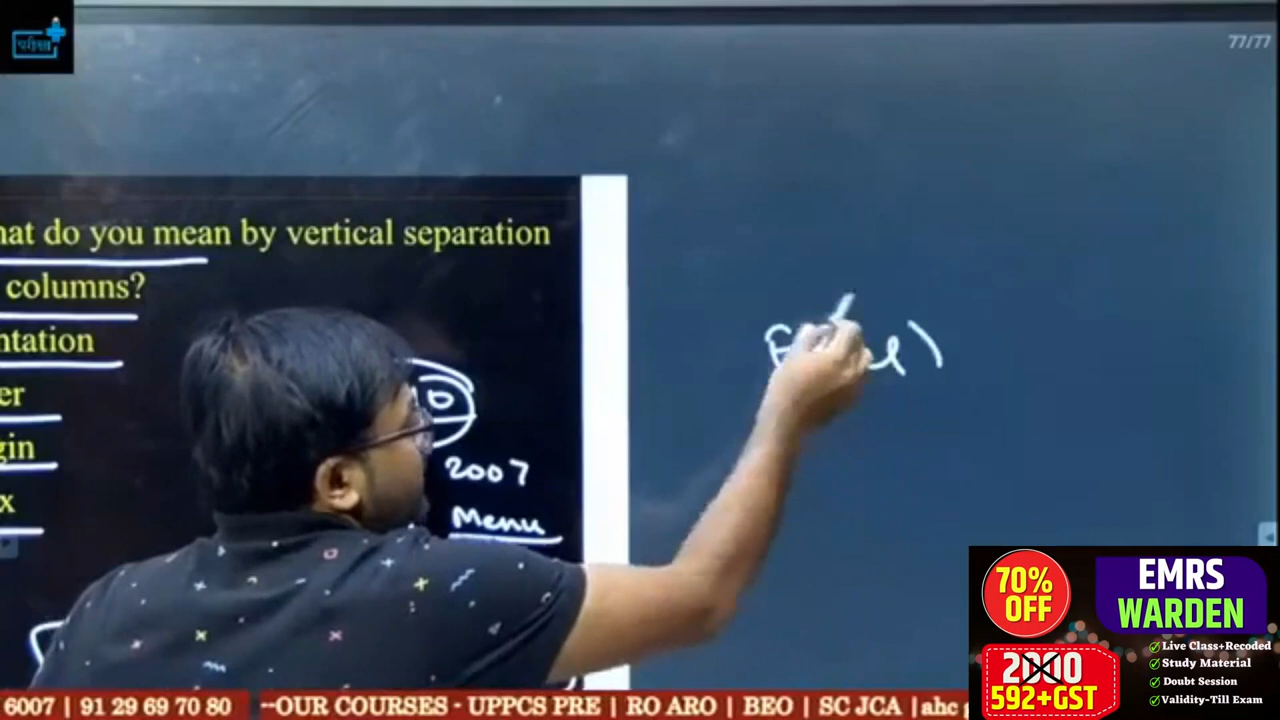 परीक्षा
hat do you mean by vertical separation
columns?
ntation
er
gin
x
2007
Menu
70%
OFF
EMRS
WARDEN
2000
592+GST
Live Class+Recoded
Study Material
Doubt Session
Validity-Till Exam
6007 | 91 29 69 70 80 --OUR COURSES - UPPCS PRE | RO ARO | BEO | SC JCA | ahc